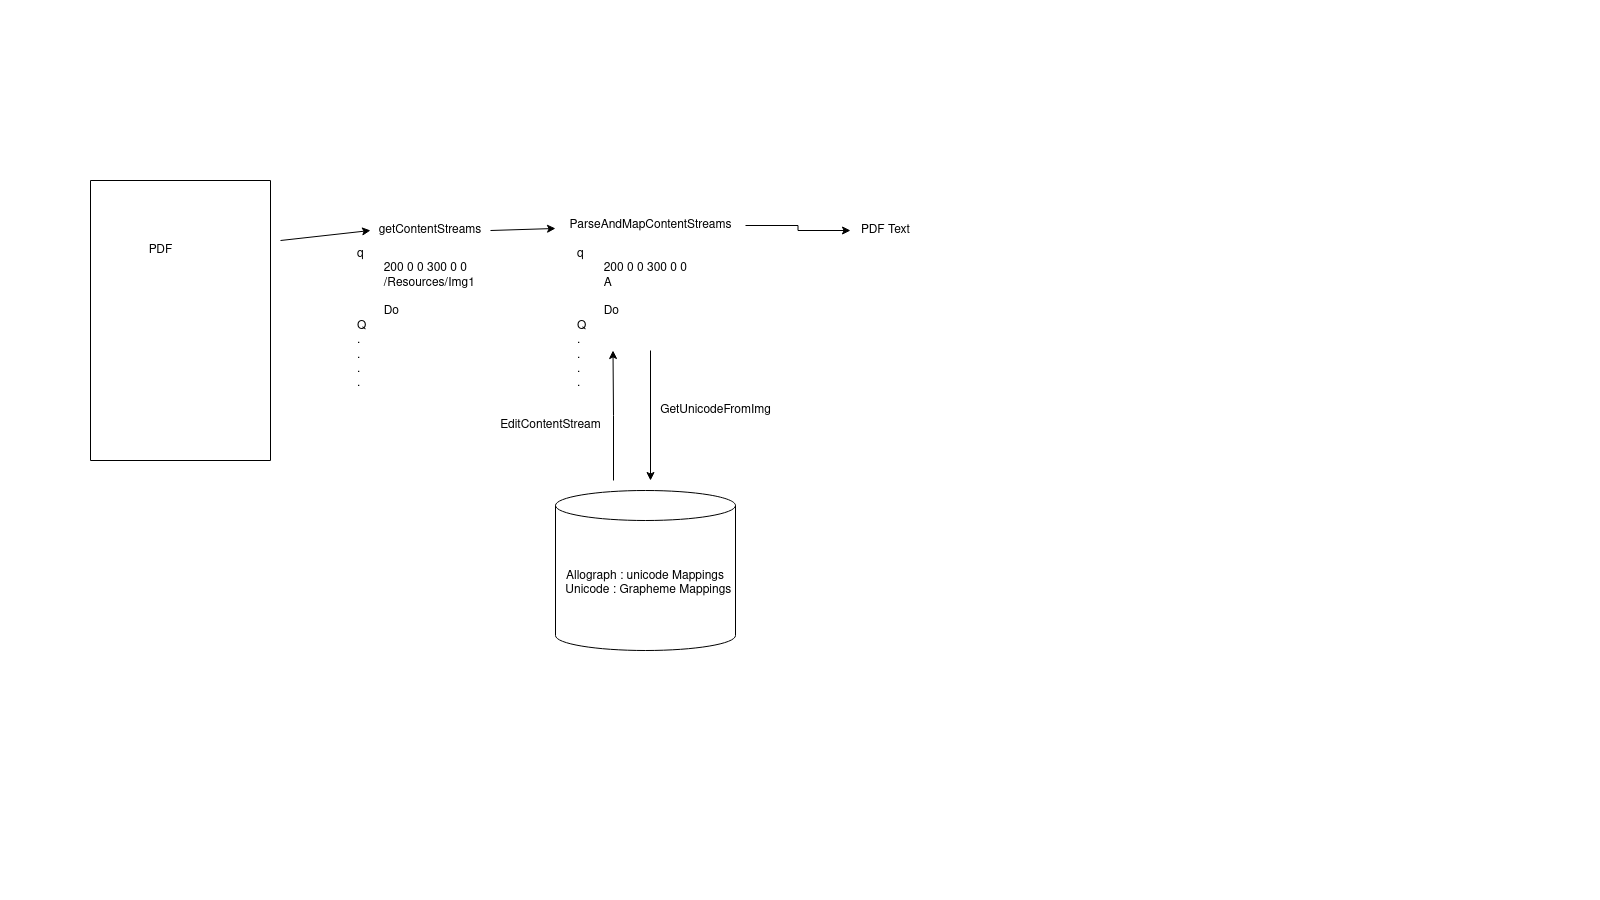 PDF
getContentStreams
q
200 0 0 300 0 0
/Resources/Img1
Do
Q
.
.
.
.
ParseAndMapContentStreams
q
200 0 0 300 0 0
A
Do
Q
.
.
.
.
PDF Text
EditContentStream
GetUnicodeFromImg
Allograph : unicode Mappings
Unicode : Grapheme Mappings